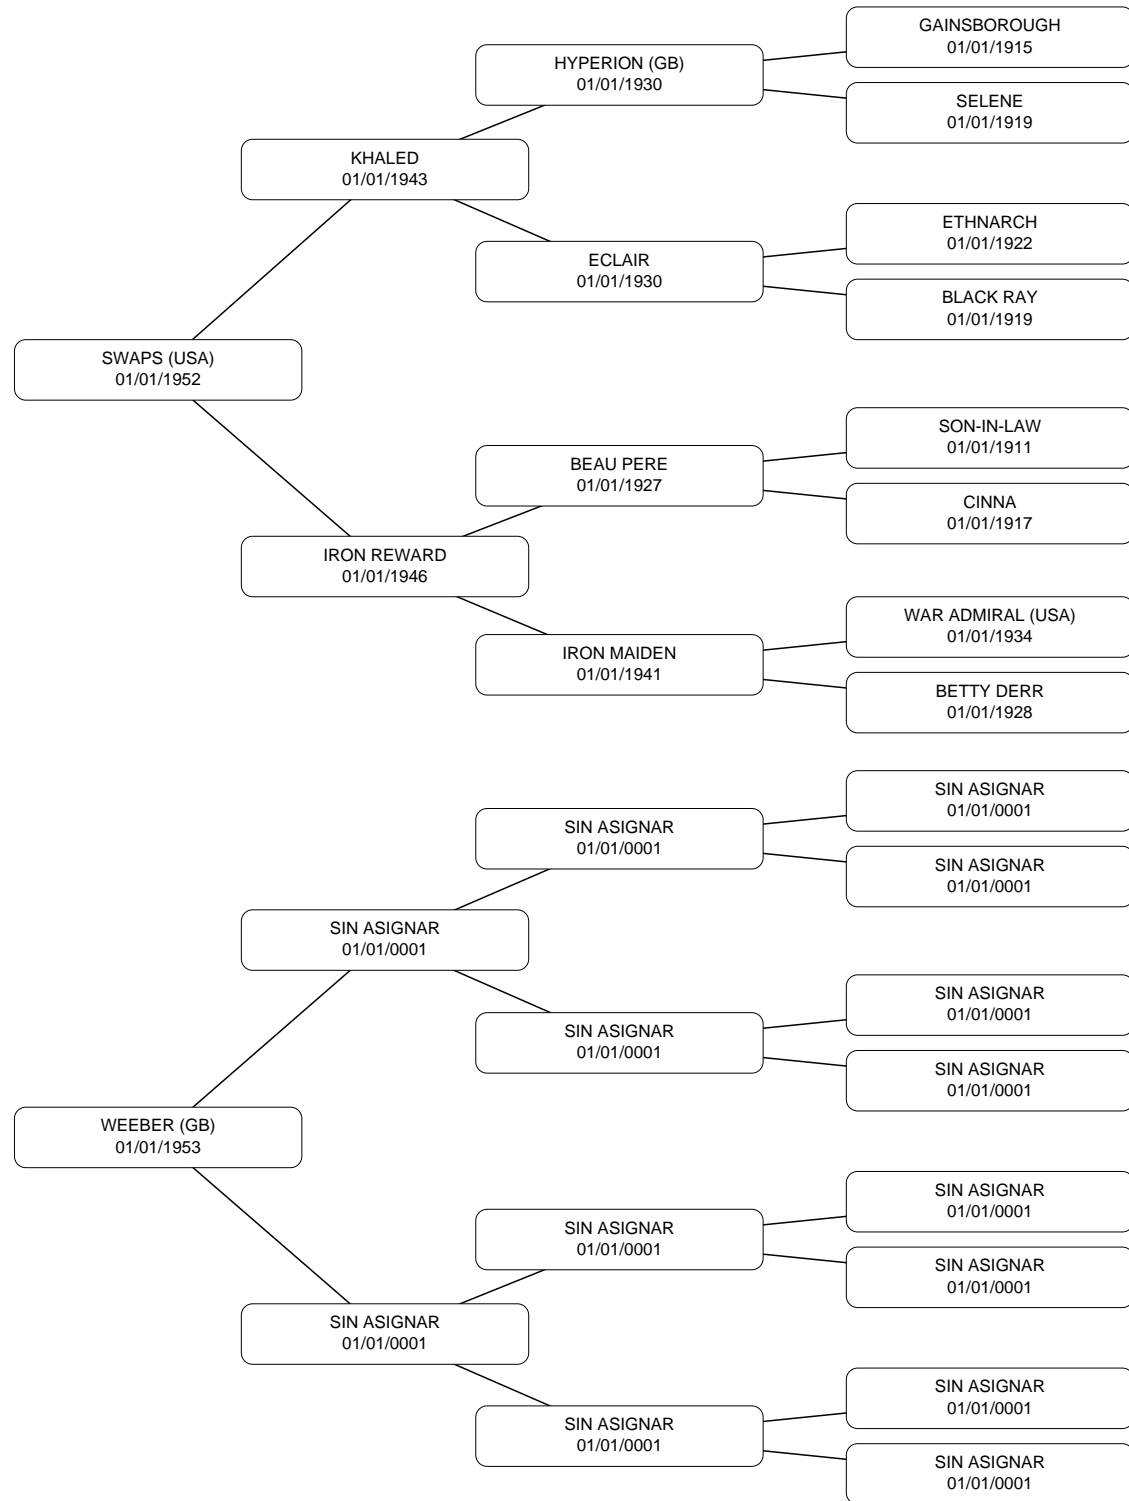 GAINSBOROUGH
01/01/1915
HYPERION (GB)
01/01/1930
SELENE
01/01/1919
KHALED
01/01/1943
ETHNARCH
01/01/1922
ECLAIR
01/01/1930
BLACK RAY
01/01/1919
SWAPS (USA)
01/01/1952
SON-IN-LAW
01/01/1911
BEAU PERE
01/01/1927
CINNA
01/01/1917
IRON REWARD
01/01/1946
WAR ADMIRAL (USA)
01/01/1934
IRON MAIDEN
01/01/1941
BETTY DERR
01/01/1928
SIN ASIGNAR
01/01/0001
SIN ASIGNAR
01/01/0001
SIN ASIGNAR
01/01/0001
SIN ASIGNAR
01/01/0001
SIN ASIGNAR
01/01/0001
SIN ASIGNAR
01/01/0001
SIN ASIGNAR
01/01/0001
WEEBER (GB)
01/01/1953
SIN ASIGNAR
01/01/0001
SIN ASIGNAR
01/01/0001
SIN ASIGNAR
01/01/0001
SIN ASIGNAR
01/01/0001
SIN ASIGNAR
01/01/0001
SIN ASIGNAR
01/01/0001
SIN ASIGNAR
01/01/0001